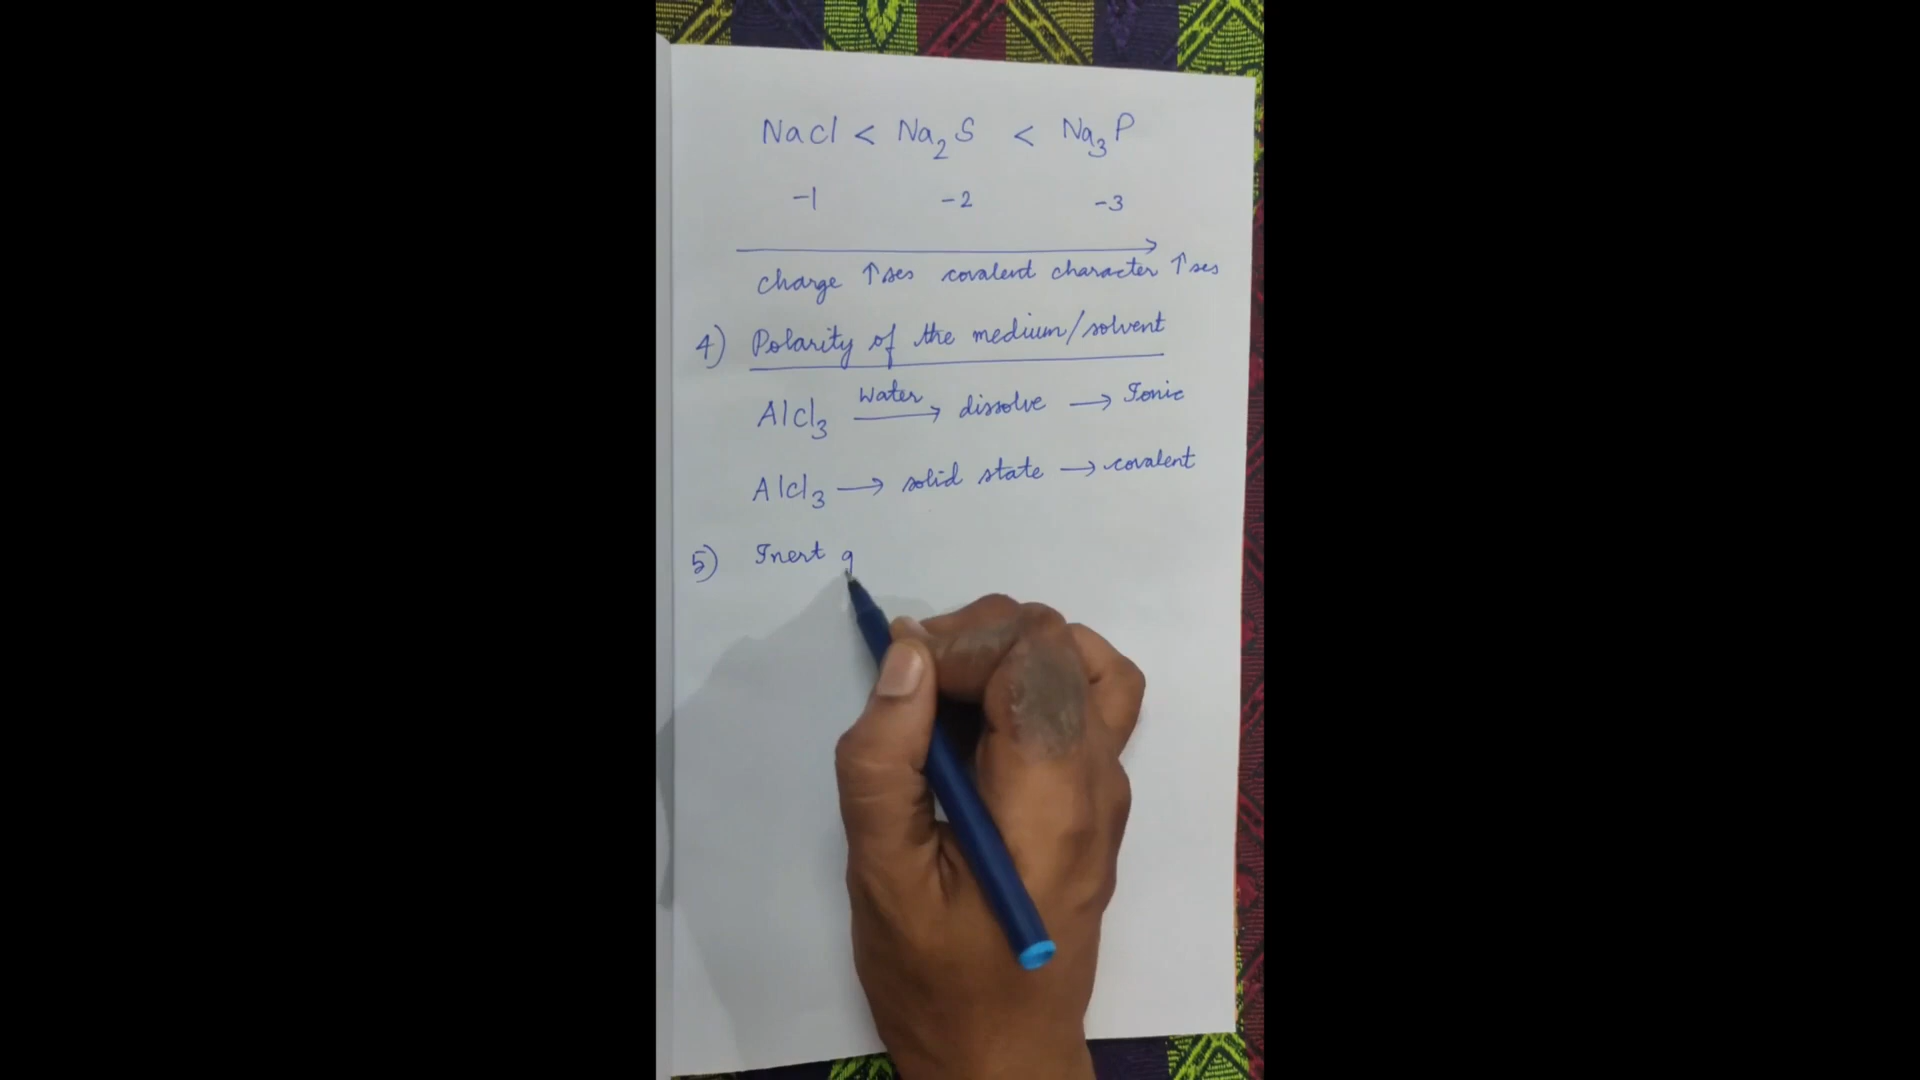 NaCl < Na₂S < Na₃P
-1 -2 -3
charge ↑ses covalent character ↑ses
4) Polarity of the medium/solvent
AlCl₃ Water → dissolve → Ionic
AlCl₃ → solid state → covalent
5) Inert g